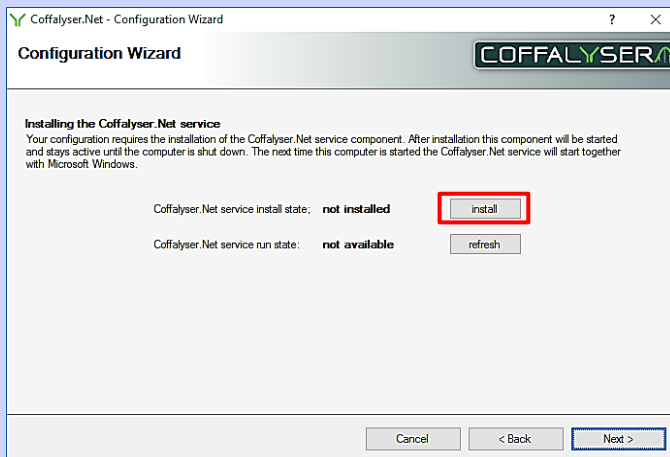 Coffalyser.Net - Configuration Wizard
?
Configuration Wizard
COFFALYSER
Installing the Coffalyser.Net service
Your configuration requires the installation of the Coffalyser.Net service component. After installation this component will be started
and stays active until the computer is shut down. The next time this computer is started the Coffalyser.Net service will start together
with Microsoft Windows.
Coffalyser.Net service install state: not installed install
Coffalyser.Net service run state: not available refresh
Cancel < Back Next >